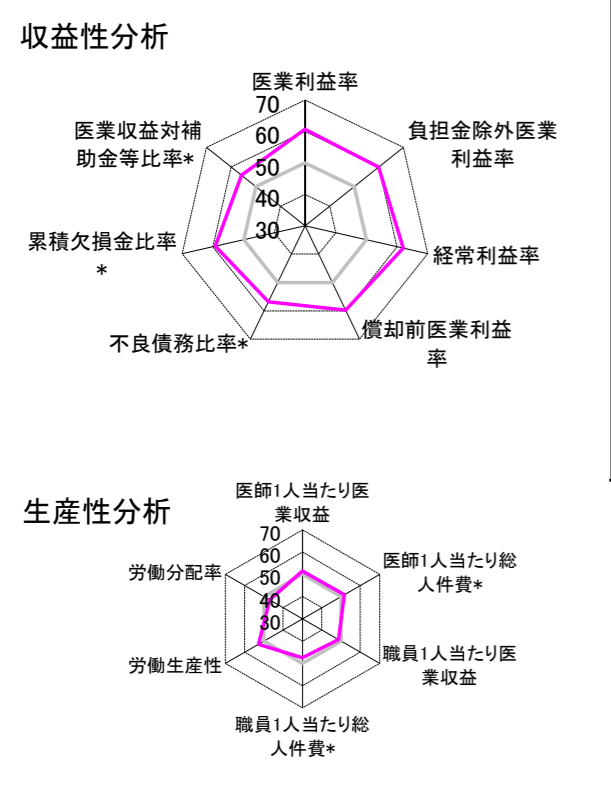 収益性分析
医業利益率
70
60
50
40
30
負担金除外医業
利益率
経常利益率
償却前医業利益
率
不良債務比率*
累積欠損金比率
*
医業収益対補
助金等比率*
生産性分析
医師1人当たり医
業収益
70
60
50
40
30
医師1人当たり総
人件費*
職員1人当たり医
業収益
職員1人当たり総
人件費*
労働生産性
労働分配率